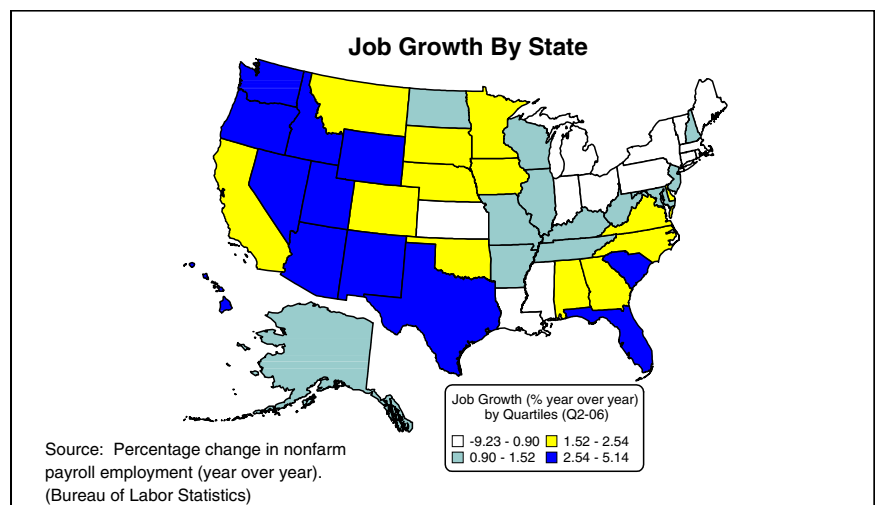 Job Growth By State
Job Growth (% year over year)
by Quartiles (Q2-06)
-9.23 - 0.90 1.52 - 2.54
0.90 - 1.52 2.54 - 5.14
Source: Percentage change in nonfarm
payroll employment (year over year).
(Bureau of Labor Statistics)